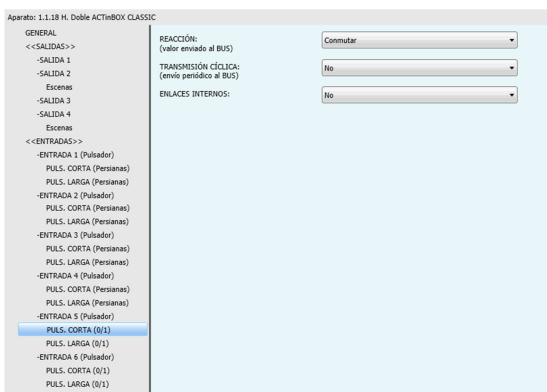 Aparato: 1.1.18 H. Doble ACTinBOX CLASSIC
GENERAL
<<SALIDAS>>
-SALIDA 1
-SALIDA 2
Escenas
-SALIDA 3
-SALIDA 4
Escenas
<<ENTRADAS>>
-ENTRADA 1 (Pulsador)
PULS. CORTA (Persianas)
PULS. LARGA (Persianas)
-ENTRADA 2 (Pulsador)
PULS. CORTA (Persianas)
PULS. LARGA (Persianas)
-ENTRADA 3 (Pulsador)
PULS. CORTA (Persianas)
PULS. LARGA (Persianas)
-ENTRADA 4 (Pulsador)
PULS. CORTA (Persianas)
PULS. LARGA (Persianas)
-ENTRADA 5 (Pulsador)
PULS. CORTA (0/1)
PULS. LARGA (0/1)
-ENTRADA 6 (Pulsador)
PULS. CORTA (0/1)
PULS. LARGA (0/1)
REACCIÓN:
(valor enviado al BUS)
Conmutar
TRANSMISIÓN CÍCLICA:
(envío periódico al BUS)
No
ENLACES INTERNOS:
No